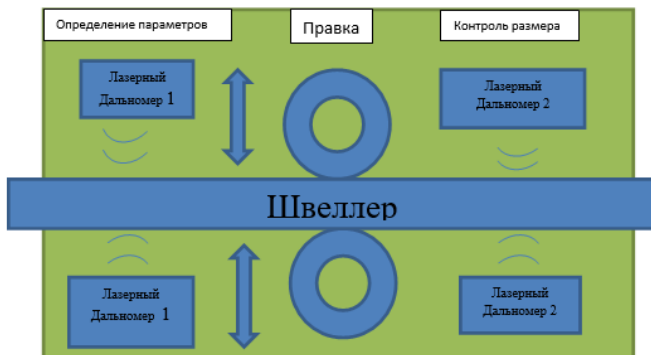 Определение параметров
Правка
Контроль размера
Лазерный
Дальномер 1
Лазерный
Дальномер 2
Швеллер
Лазерный
Дальномер 1
Лазерный
Дальномер 2